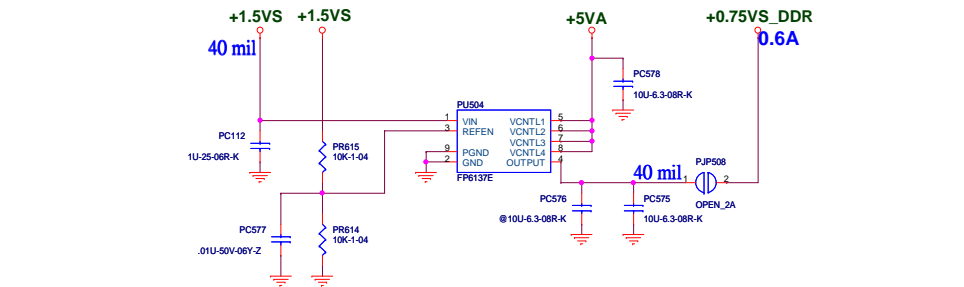 +1.5VS
+1.5VS
+5VA
+0.75VS_DDR
40 mil
0.6A
PC578
10U-6.3-08R-K
PU504
1 VIN VCNTL1 5
3 REFEN VCNTL2 6
VCNTL3 7
9 PGND VCNTL4 8
2 GND OUTPUT 4
FP6137E
PC112
1U-25-06R-K
PR615
10K-1-04
40 mil
1
PJP508
2
OPEN_2A
PC576
@10U-6.3-08R-K
PC575
10U-6.3-08R-K
PC577
.01U-50V-06Y-Z
PR614
10K-1-04